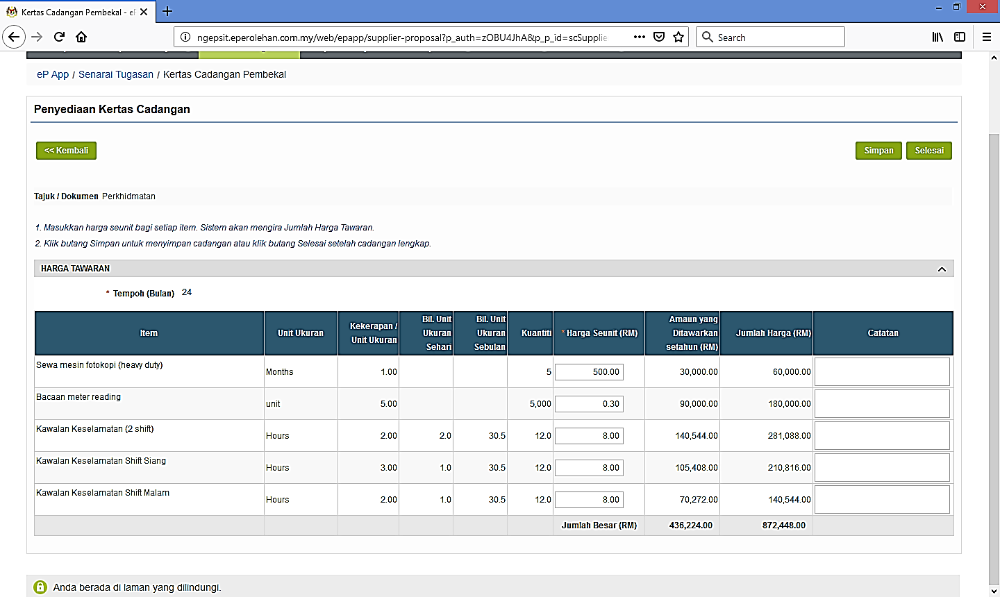 Kertas Cadangan Pembekal - eP
ngepsit.eperolehan.com.my/web/epapp/supplier-proposal?p_auth=zOBU4JhA&p_p_id=scSupplie
Search
eP App / Senarai Tugasan / Kertas Cadangan Pembekal
Penyediaan Kertas Cadangan
<< Kembali
Simpan
Selesai
Tajuk / Dokumen Perkhidmatan
1. Masukkan harga seunit bagi setiap item. Sistem akan mengira Jumlah Harga Tawaran.
2. Klik butang Simpan untuk menyimpan cadangan atau klik butang Selesai setelah cadangan lengkap.
HARGA TAWARAN
* Tempoh (Bulan) 24
Item
Unit Ukuran
Kekerapan /
Unit Ukuran
Bil. Unit
Ukuran
Sehari
Bil. Unit
Ukuran
Sebulan
Kuantiti
* Harga Seunit (RM)
Amaun yang
Ditawarkan
setahun (RM)
Jumlah Harga (RM)
Catatan
Sewa mesin fotokopi (heavy duty) Months 1.00 5 500.00 30,000.00 60,000.00
Bacaan meter reading unit 5.00 5,000 0.30 90,000.00 180,000.00
Kawalan Keselamatan (2 shift) Hours 2.00 2.0 30.5 12.0 8.00 140,544.00 281,088.00
Kawalan Keselamatan Shift Siang Hours 3.00 1.0 30.5 12.0 8.00 105,408.00 210,816.00
Kawalan Keselamatan Shift Malam Hours 2.00 1.0 30.5 12.0 8.00 70,272.00 140,544.00
Jumlah Besar (RM) 436,224.00 872,448.00
Anda berada di laman yang dilindungi.